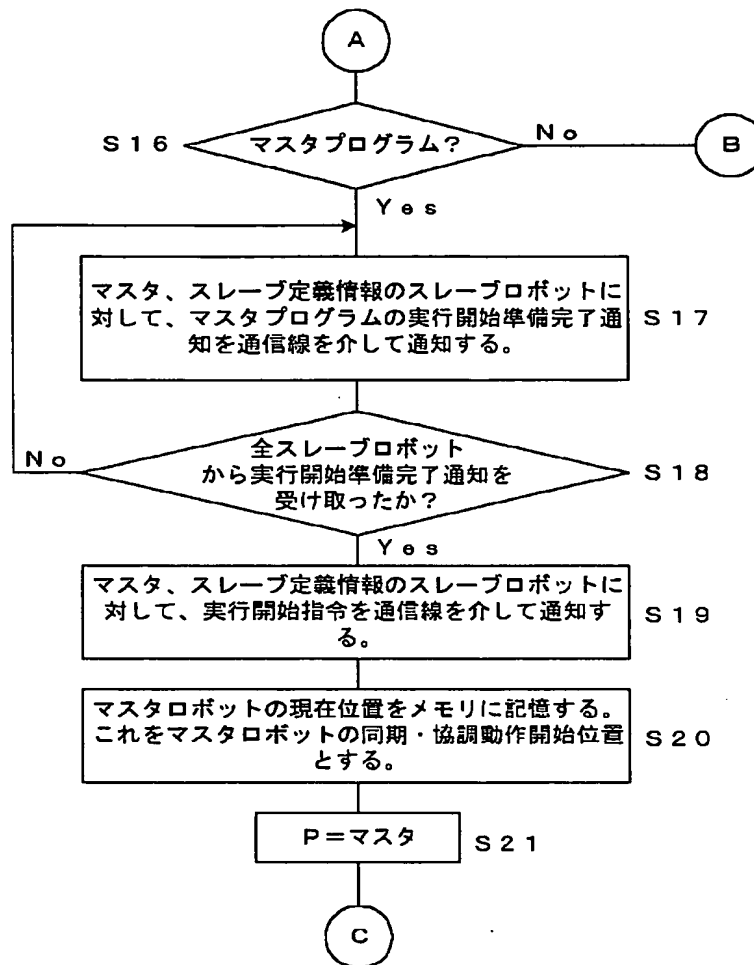 A
S16
マスタプログラム?
No
B
Yes
マスタ、スレーブ定義情報のスレーブロボットに
対して、マスタプログラムの実行開始準備完了通
知を通信線を介して通知する。
S17
No
全スレーブロボット
から実行開始準備完了通知を
受け取ったか?
S18
Yes
マスタ、スレーブ定義情報のスレーブロボットに
対して、実行開始指令を通信線を介して通知す
る。
S19
マスタロボットの現在位置をメモリに記憶する。
これをマスタロボットの同期・協調動作開始位置
とする。
S20
P=マスタ
S21
C